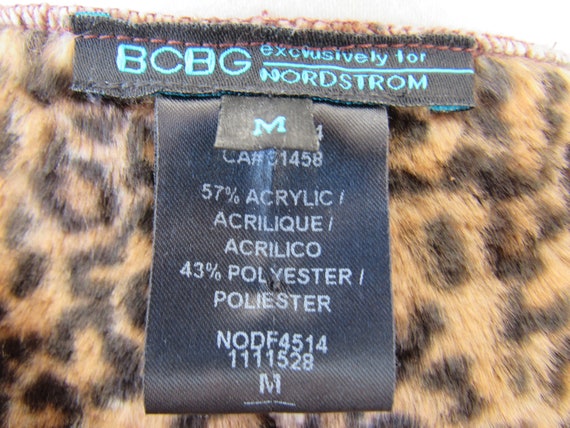 BCBG exclusively for
NORDSTROM
M
CA#31458
57% ACRYLIC /
ACRILIQUE /
ACRILICO
43% POLYESTER /
POLIESTER
NODF4514
1111528
M